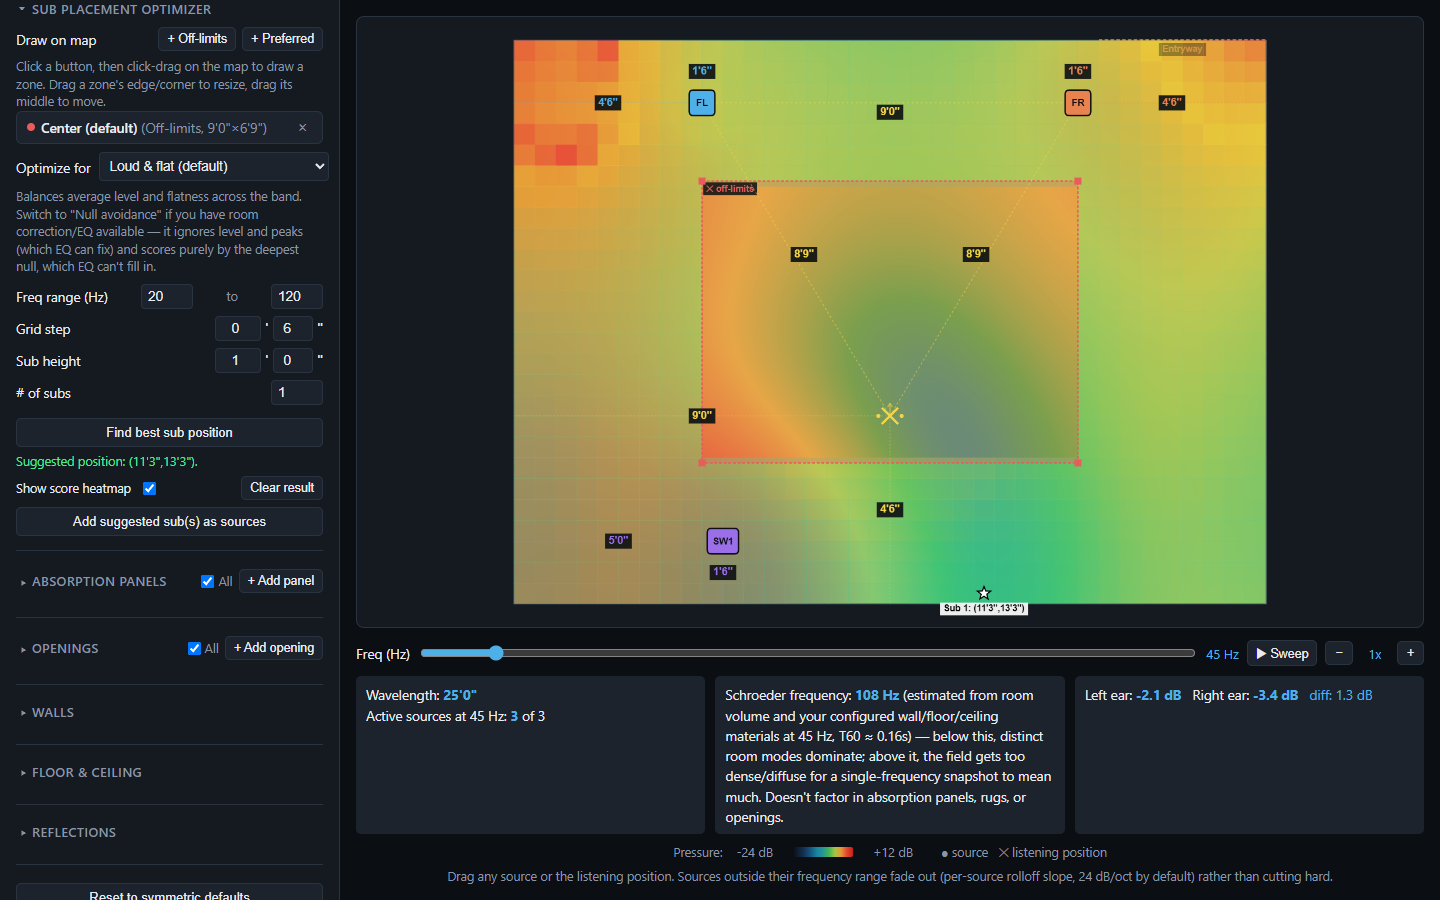 SUB PLACEMENT OPTIMIZER
Draw on map
+ Off-limits
+ Preferred
Click a button, then click-drag on the map to draw a
zone. Drag a zone's edge/corner to resize, drag its
middle to move.
Center (default) (Off-limits, 9'0"×6'9")
Optimize for
Loud & flat (default)
Balances average level and flatness across the band.
Switch to "Null avoidance" if you have room
correction/EQ available — it ignores level and peaks
(which EQ can fix) and scores purely by the deepest
null, which EQ can't fill in.
Freq range (Hz) 20 to 120
Grid step 0 ' 6 "
Sub height 1 ' 0 "
# of subs 1
Find best sub position
Suggested position: (11'3",13'3").
Show score heatmap
Clear result
Add suggested sub(s) as sources
ABSORPTION PANELS All + Add panel
OPENINGS All + Add opening
WALLS
FLOOR & CEILING
REFLECTIONS
Reset to symmetric defaults
Entryway
1'6"
1'6"
4'6"
FL
9'0"
FR
4'6"
off-limits
8'9"
8'9"
9'0"
4'6"
5'0"
SW1
1'6"
Sub 1: (11'3",13'3")
Freq (Hz)
45 Hz
▶ Sweep
−
1x
+
Wavelength: 25'0"
Active sources at 45 Hz: 3 of 3
Schroeder frequency: 108 Hz (estimated from room
volume and your configured wall/floor/ceiling
materials at 45 Hz, T60 ≈ 0.16s) — below this, distinct
room modes dominate; above it, the field gets too
dense/diffuse for a single-frequency snapshot to mean
much. Doesn't factor in absorption panels, rugs, or
openings.
Left ear: -2.1 dB Right ear: -3.4 dB diff: 1.3 dB
Pressure: -24 dB +12 dB source listening position
Drag any source or the listening position. Sources outside their frequency range fade out (per-source rolloff slope, 24 dB/oct by default) rather than cutting hard.